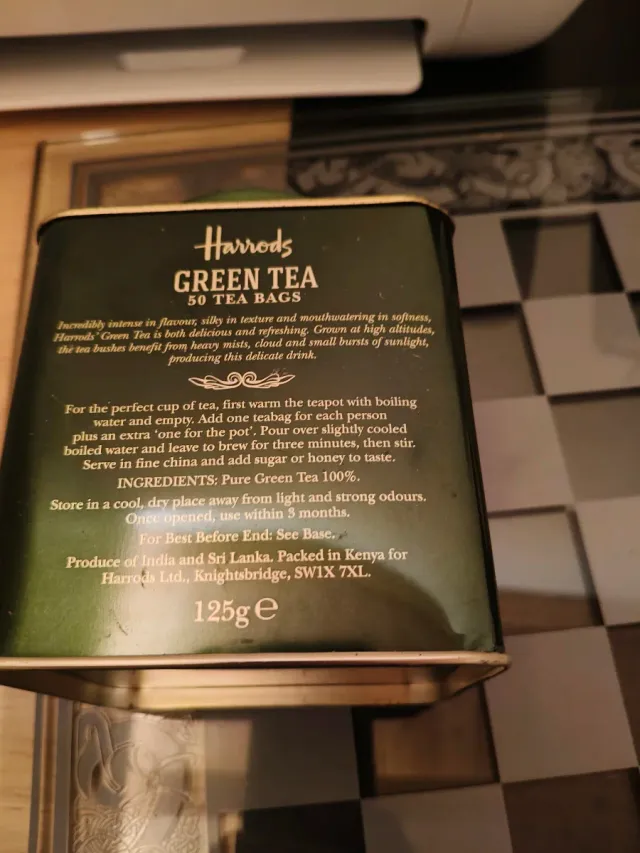 Harrods
GREEN TEA
50 TEA BAGS
Incredibly intense in flavour, silky in texture and mouthwatering in softness,
Harrods' Green Tea is both delicious and refreshing. Grown at high altitudes,
the tea bushes benefit from heavy mists, cloud and small bursts of sunlight,
producing this delicate drink.
For the perfect cup of tea, first warm the teapot with boiling
water and empty. Add one teabag for each person
plus an extra 'one for the pot'. Pour over slightly cooled
boiled water and leave to brew for three minutes, then stir.
Serve in fine china and add sugar or honey to taste.
INGREDIENTS: Pure Green Tea 100%.
Store in a cool, dry place away from light and strong odours.
Once opened, use within 3 months.
For Best Before End: See Base.
Produce of India and Sri Lanka. Packed in Kenya for
Harrods Ltd., Knightsbridge, SW1X 7XL.
125g e